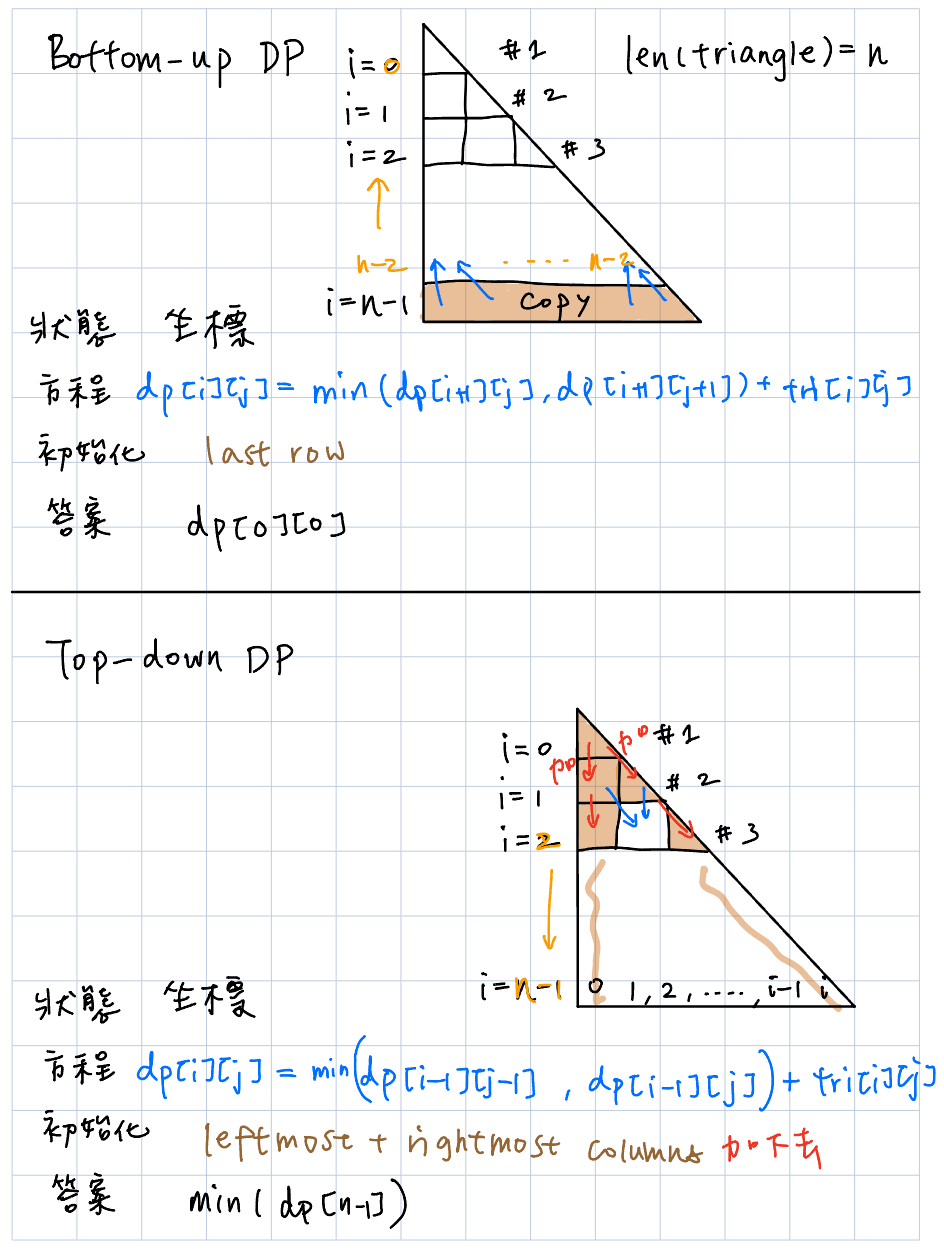 Bottom-up DP
len(triangle) = n
i=0 #1
i=1 #2
i=2 #3
n-2 ..... n-2
i=n-1 copy
狀態 坐標
方程 dp[i][j] = min(dp[i+1][j], dp[i+1][j+1]) + tri[i][j]
初始化 last row
答案 dp[0][0]
Top-down DP
i=0 #1
p0 p0
i=1 #2
i=2 #3
i=n-1 0 1, 2, ....., i-1 i
狀態 坐標
方程 dp[i][j] = min(dp[i-1][j-1], dp[i-1][j]) + tri[i][j]
初始化 leftmost + rightmost columns 加下去
答案 min(dp[n-1])